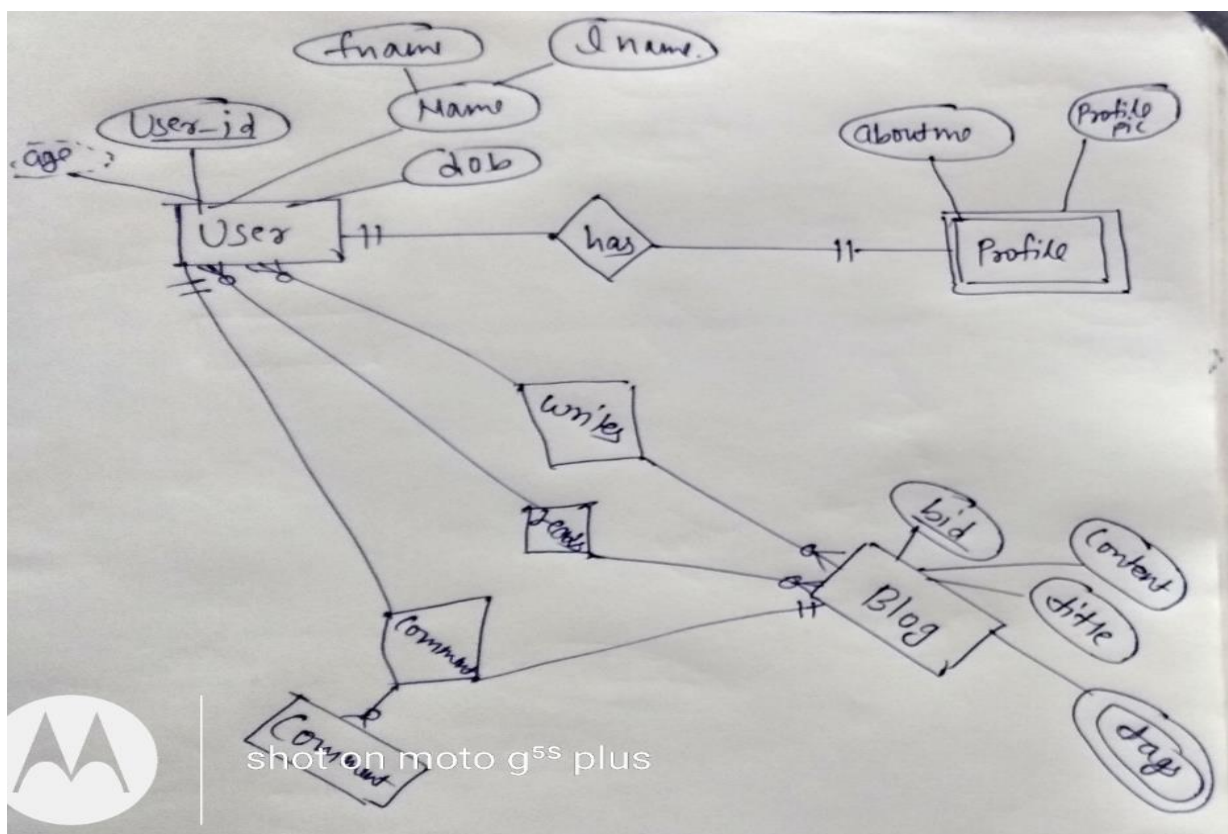 fname
lname.
Name
User_id
age
dob
User
has
aboutme
Profile
pic
Profile
writes
Reads
bid
Content
title
Blog
tags
Comment
Comment
shot on moto g⁵ˢ plus